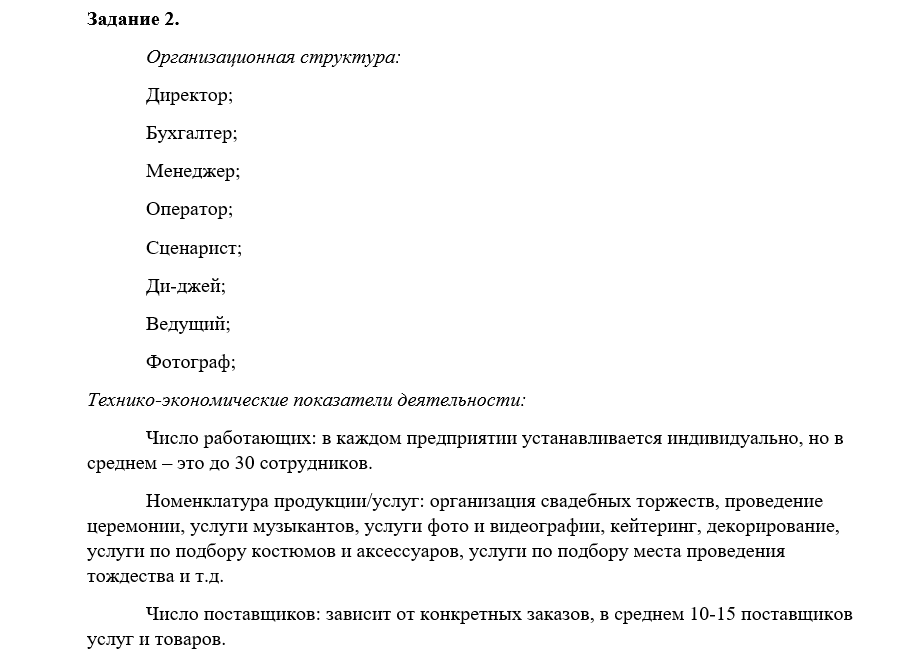 Задание 2.
Организационная структура:
Директор;
Бухгалтер;
Менеджер;
Оператор;
Сценарист;
Ди-джей;
Ведущий;
Фотограф;
Технико-экономические показатели деятельности:
Число работающих: в каждом предприятии устанавливается индивидуально, но в
среднем – это до 30 сотрудников.
Номенклатура продукции/услуг: организация свадебных торжеств, проведение
церемонии, услуги музыкантов, услуги фото и видеографии, кейтеринг, декорирование,
услуги по подбору костюмов и аксессуаров, услуги по подбору места проведения
тождества и т.д.
Число поставщиков: зависит от конкретных заказов, в среднем 10-15 поставщиков
услуг и товаров.